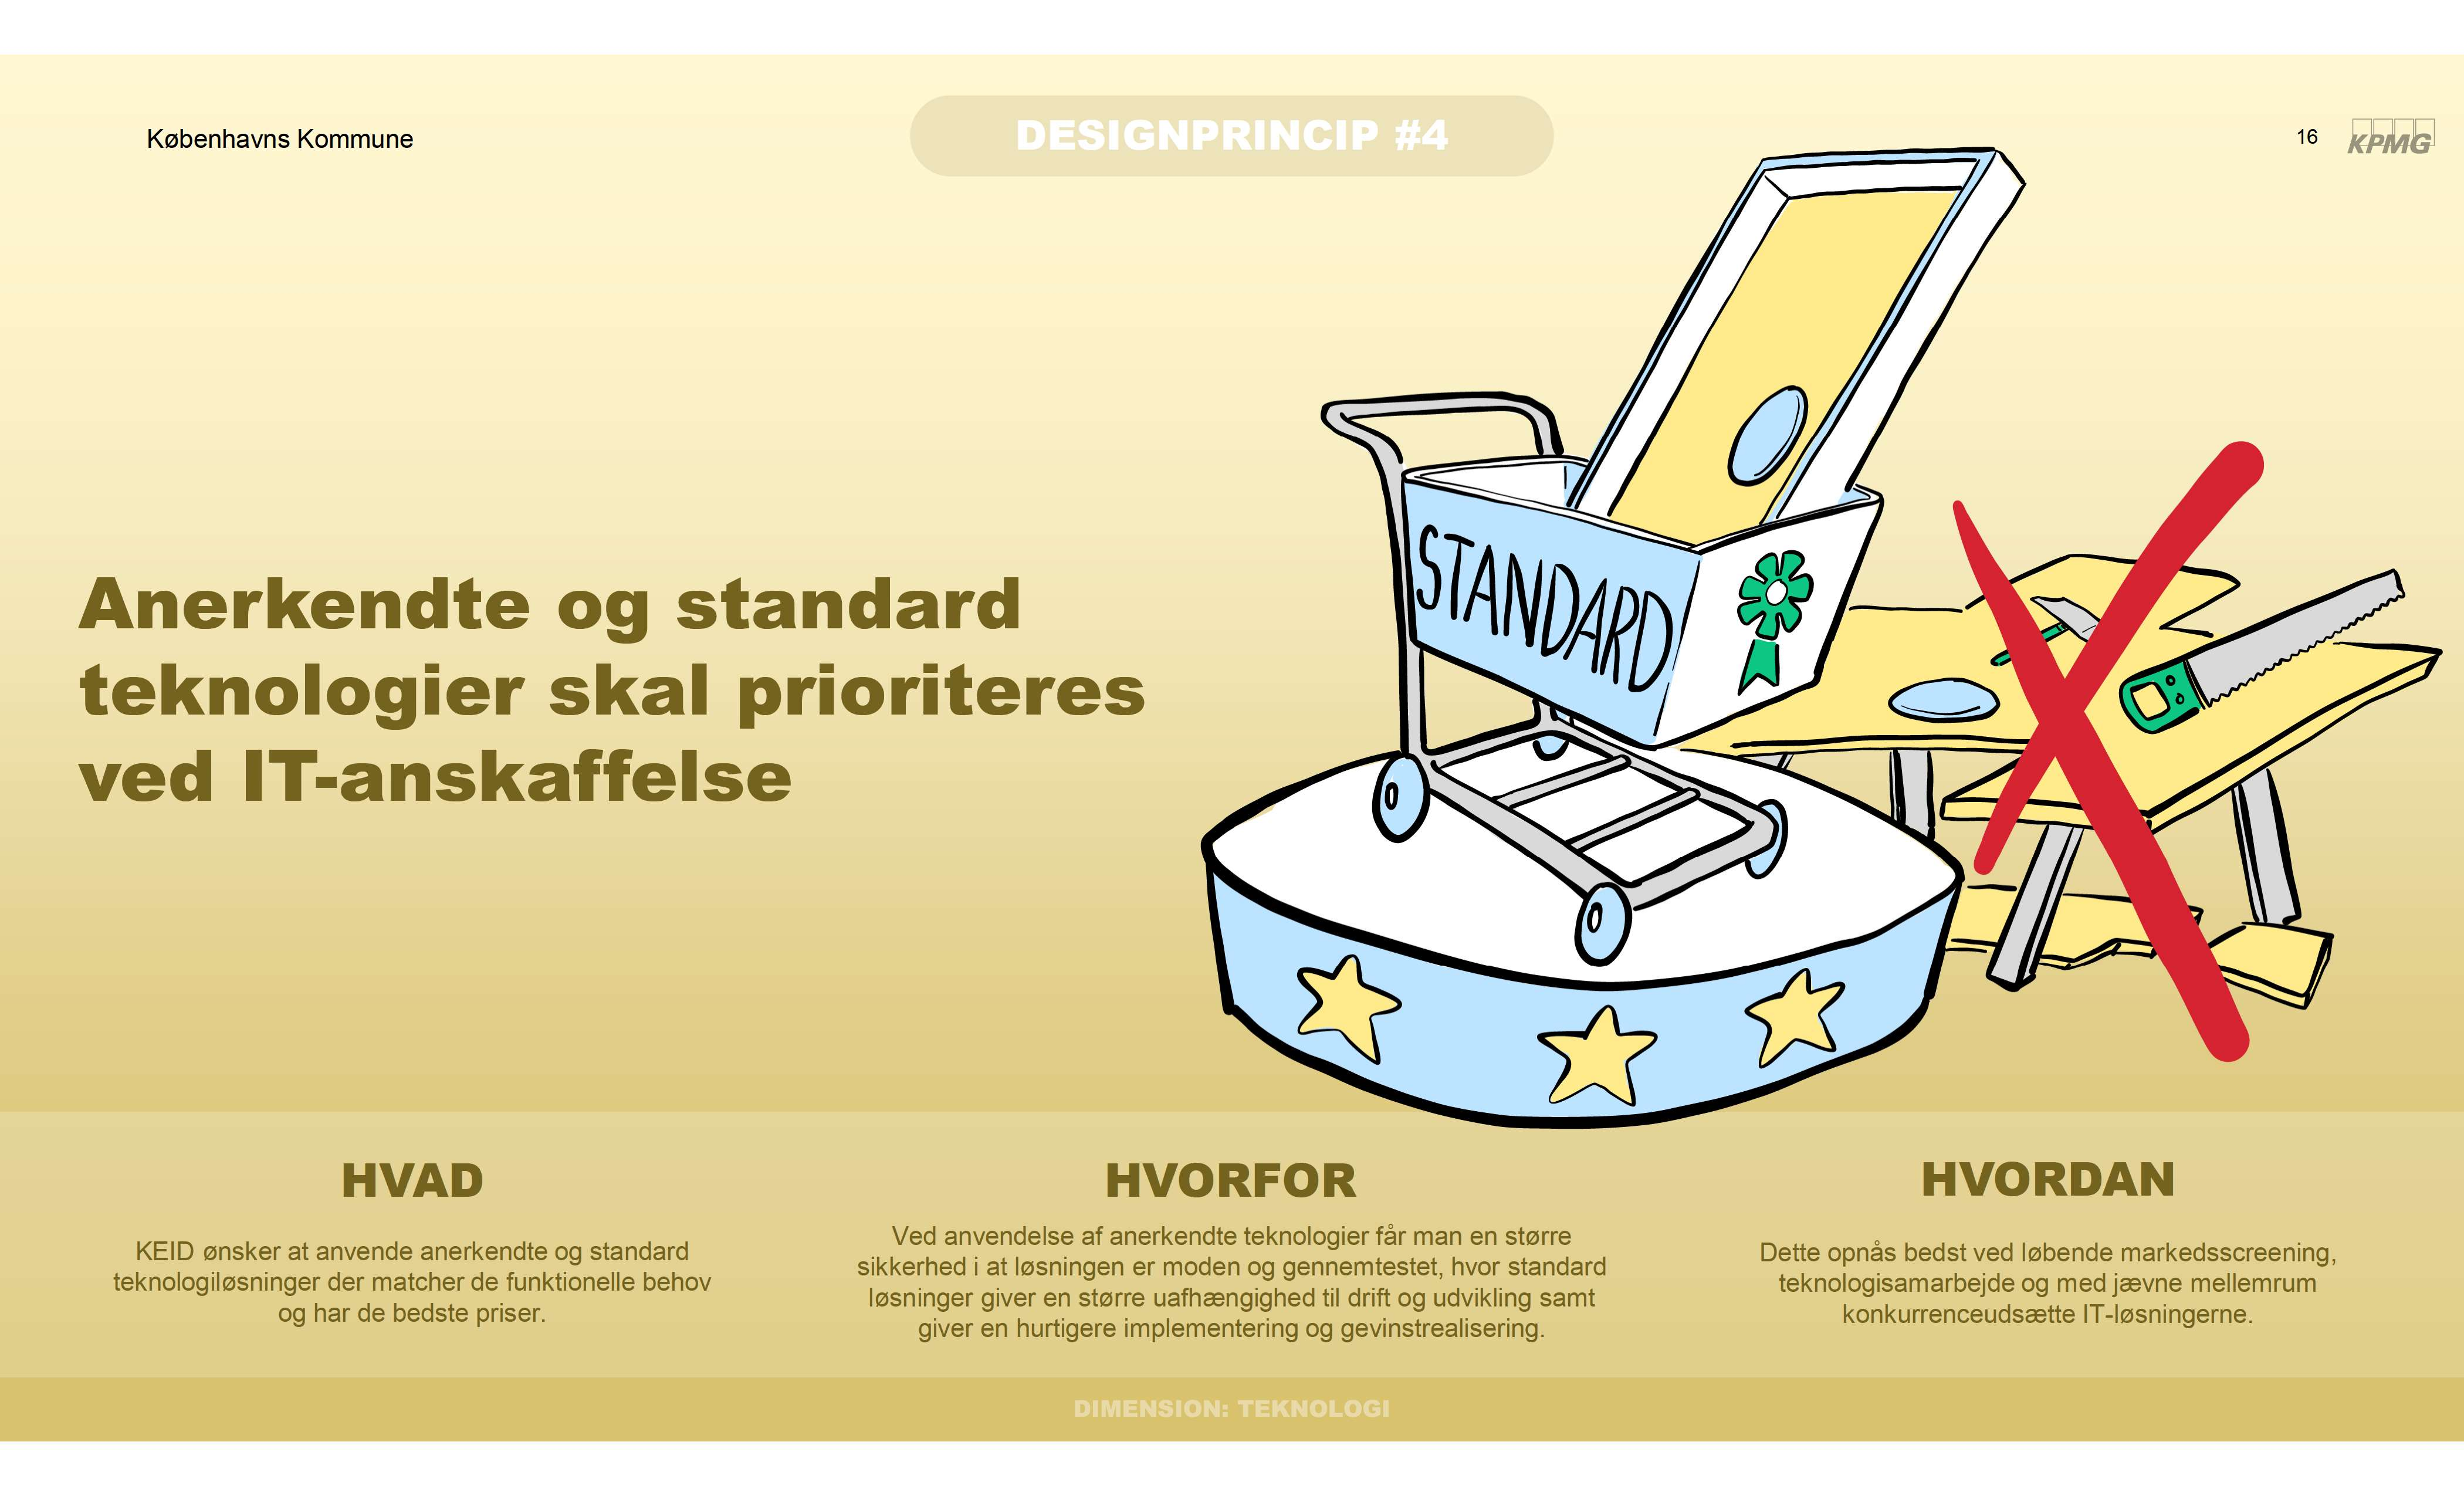 Københavns Kommune
DESIGNPRINCIP #4
16
KPMG
STANDARD
Anerkendte og standard
teknologier skal prioriteres
ved IT-anskaffelse
HVAD
KEID ønsker at anvende anerkendte og standard
teknologiløsninger der matcher de funktionelle behov
og har de bedste priser.
HVORFOR
Ved anvendelse af anerkendte teknologier får man en større
sikkerhed i at løsningen er moden og gennemtestet, hvor standard
løsninger giver en større uafhængighed til drift og udvikling samt
giver en hurtigere implementering og gevinstrealisering.
HVORDAN
Dette opnås bedst ved løbende markedsscreening,
teknologisamarbejde og med jævne mellemrum
konkurrenceudsætte IT-løsningerne.
DIMENSION: TEKNOLOGI